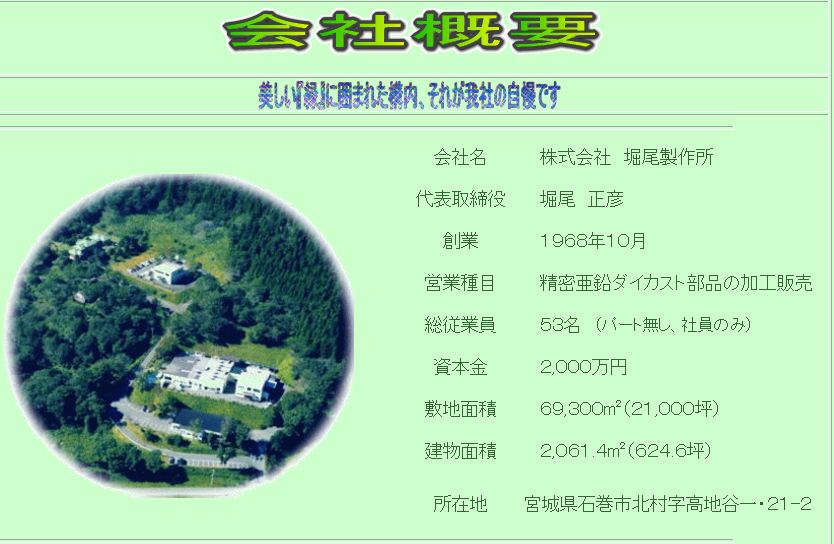 会社概要
美しい『緑』に囲まれた構内、それが我社の自慢です
会社名　株式会社　堀尾製作所
代表取締役　堀尾　正彦
創業　1968年10月
営業種目　精密亜鉛ダイカスト部品の加工販売
総従業員　53名　(パート無し、社員のみ)
資本金　2,000万円
敷地面積　69,300㎡(21,000坪)
建物面積　2,061.4㎡(624.6坪)
所在地　宮城県石巻市北村字高地谷一・21-2